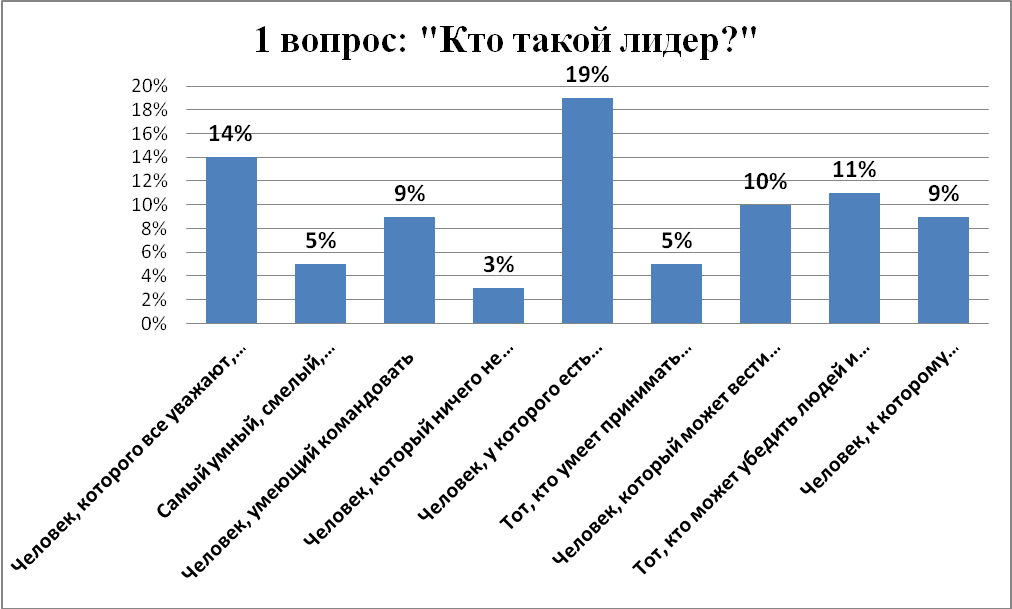 1 вопрос: "Кто такой лидер?"
20%
18%
16%
14%
12%
10%
8%
6%
4%
2%
0%
14%
5%
9%
3%
19%
5%
10%
11%
9%
Человек, которого все уважают,...
Самый умный, смелый,...
Человек, умеющий командовать
Человек, который ничего не...
Человек, у которого есть...
Тот, кто умеет принимать...
Человек, который может вести...
Тот, кто может убедить людей и...
Человек, к которому...